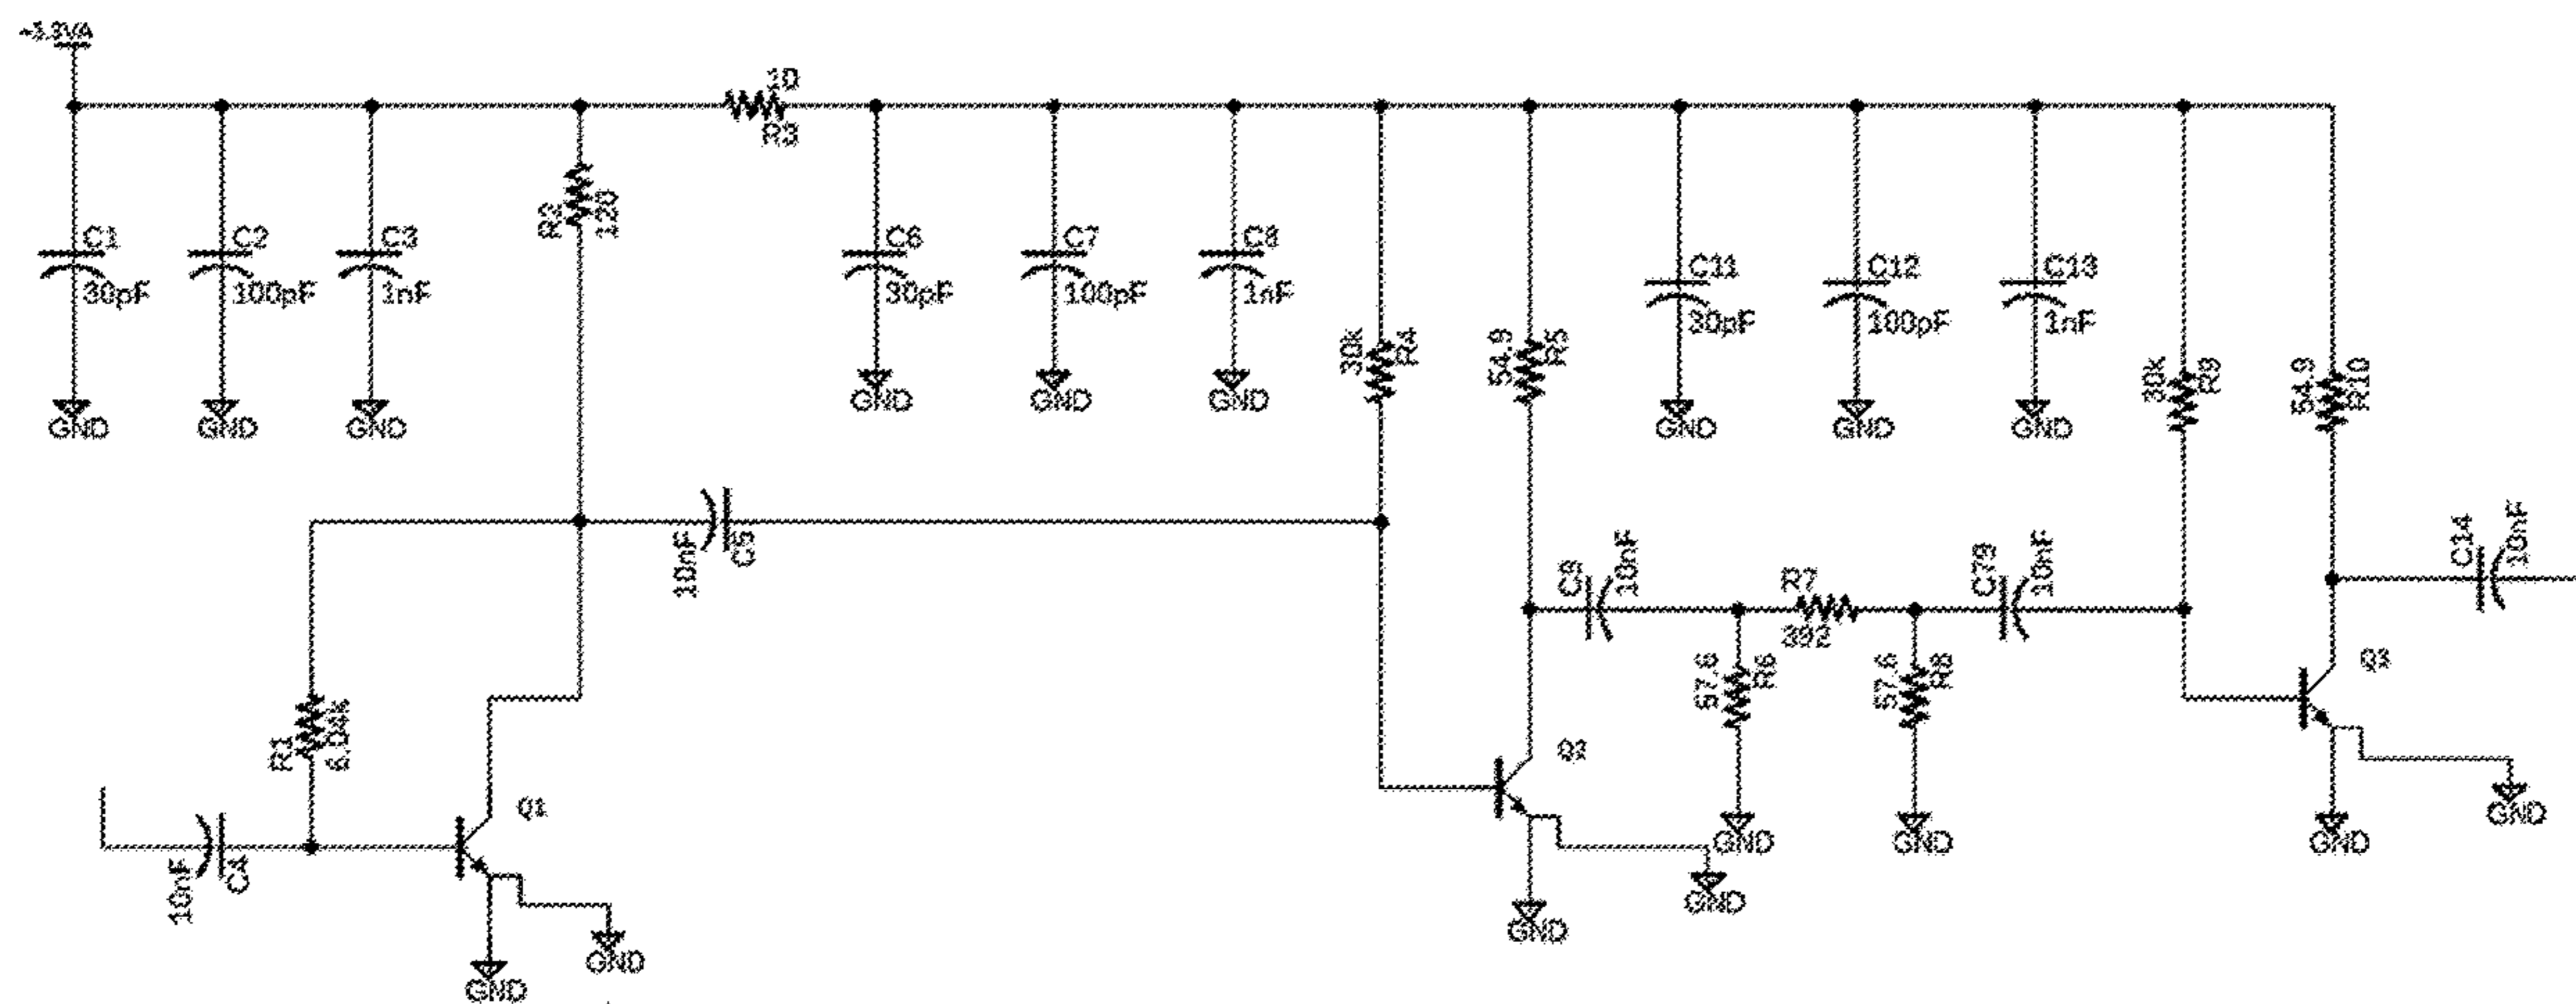 +3.3VA
10
R3
C1
30pF
GND
C2
100pF
GND
C3
1nF
GND
R2
120
C6
30pF
GND
C7
100pF
GND
C8
1nF
GND
30k
R4
54.9
R5
C11
30pF
GND
C12
100pF
GND
C13
1nF
GND
30k
R9
54.9
R10
10nF
C5
C9
10nF
R7
392
C79
10nF
C14
10nF
57.6
R6
57.6
R8
R1
6.04k
10nF
C4
Q1
Q2
Q3
GND
GND
GND
GND
GND
GND
GND
GND